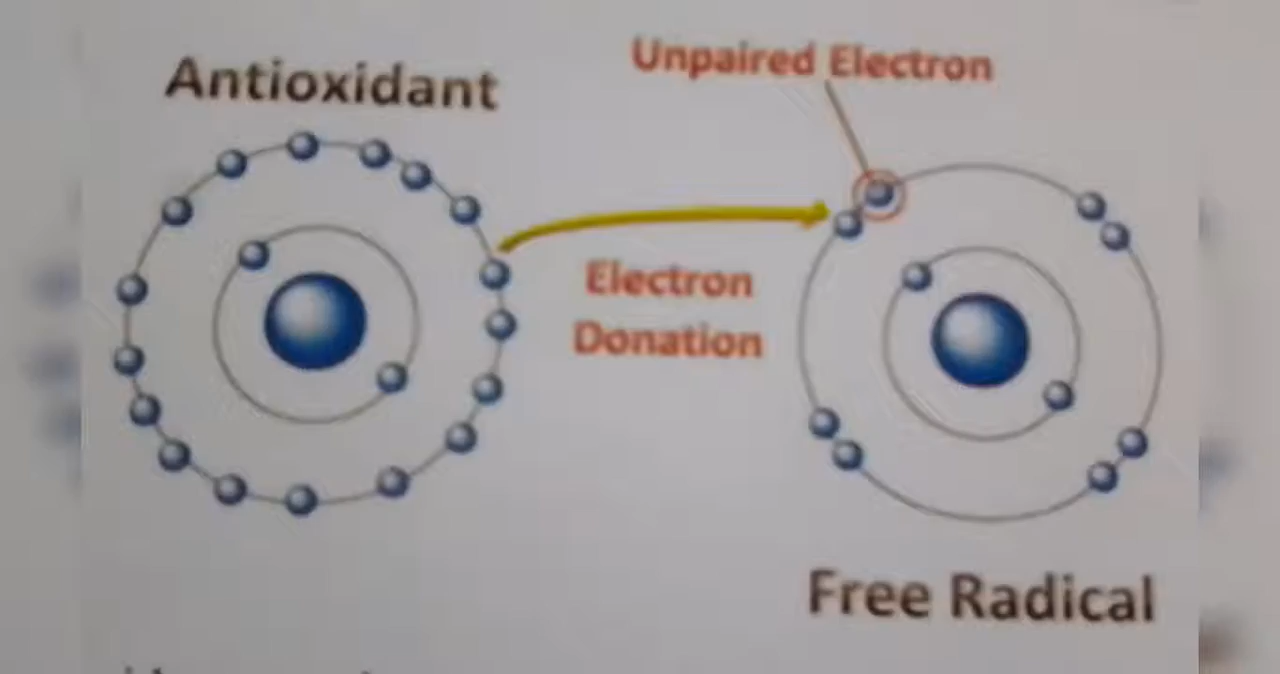 Antioxidant
Unpaired Electron
Electron
Donation
Free Radical